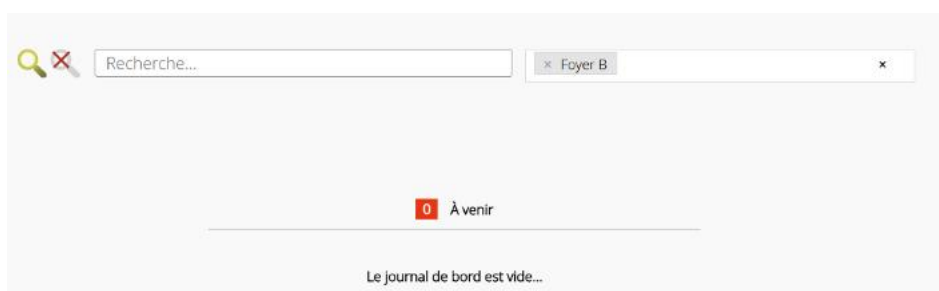 Recherche...
× Foyer B ×
0 À venir
Le journal de bord est vide...